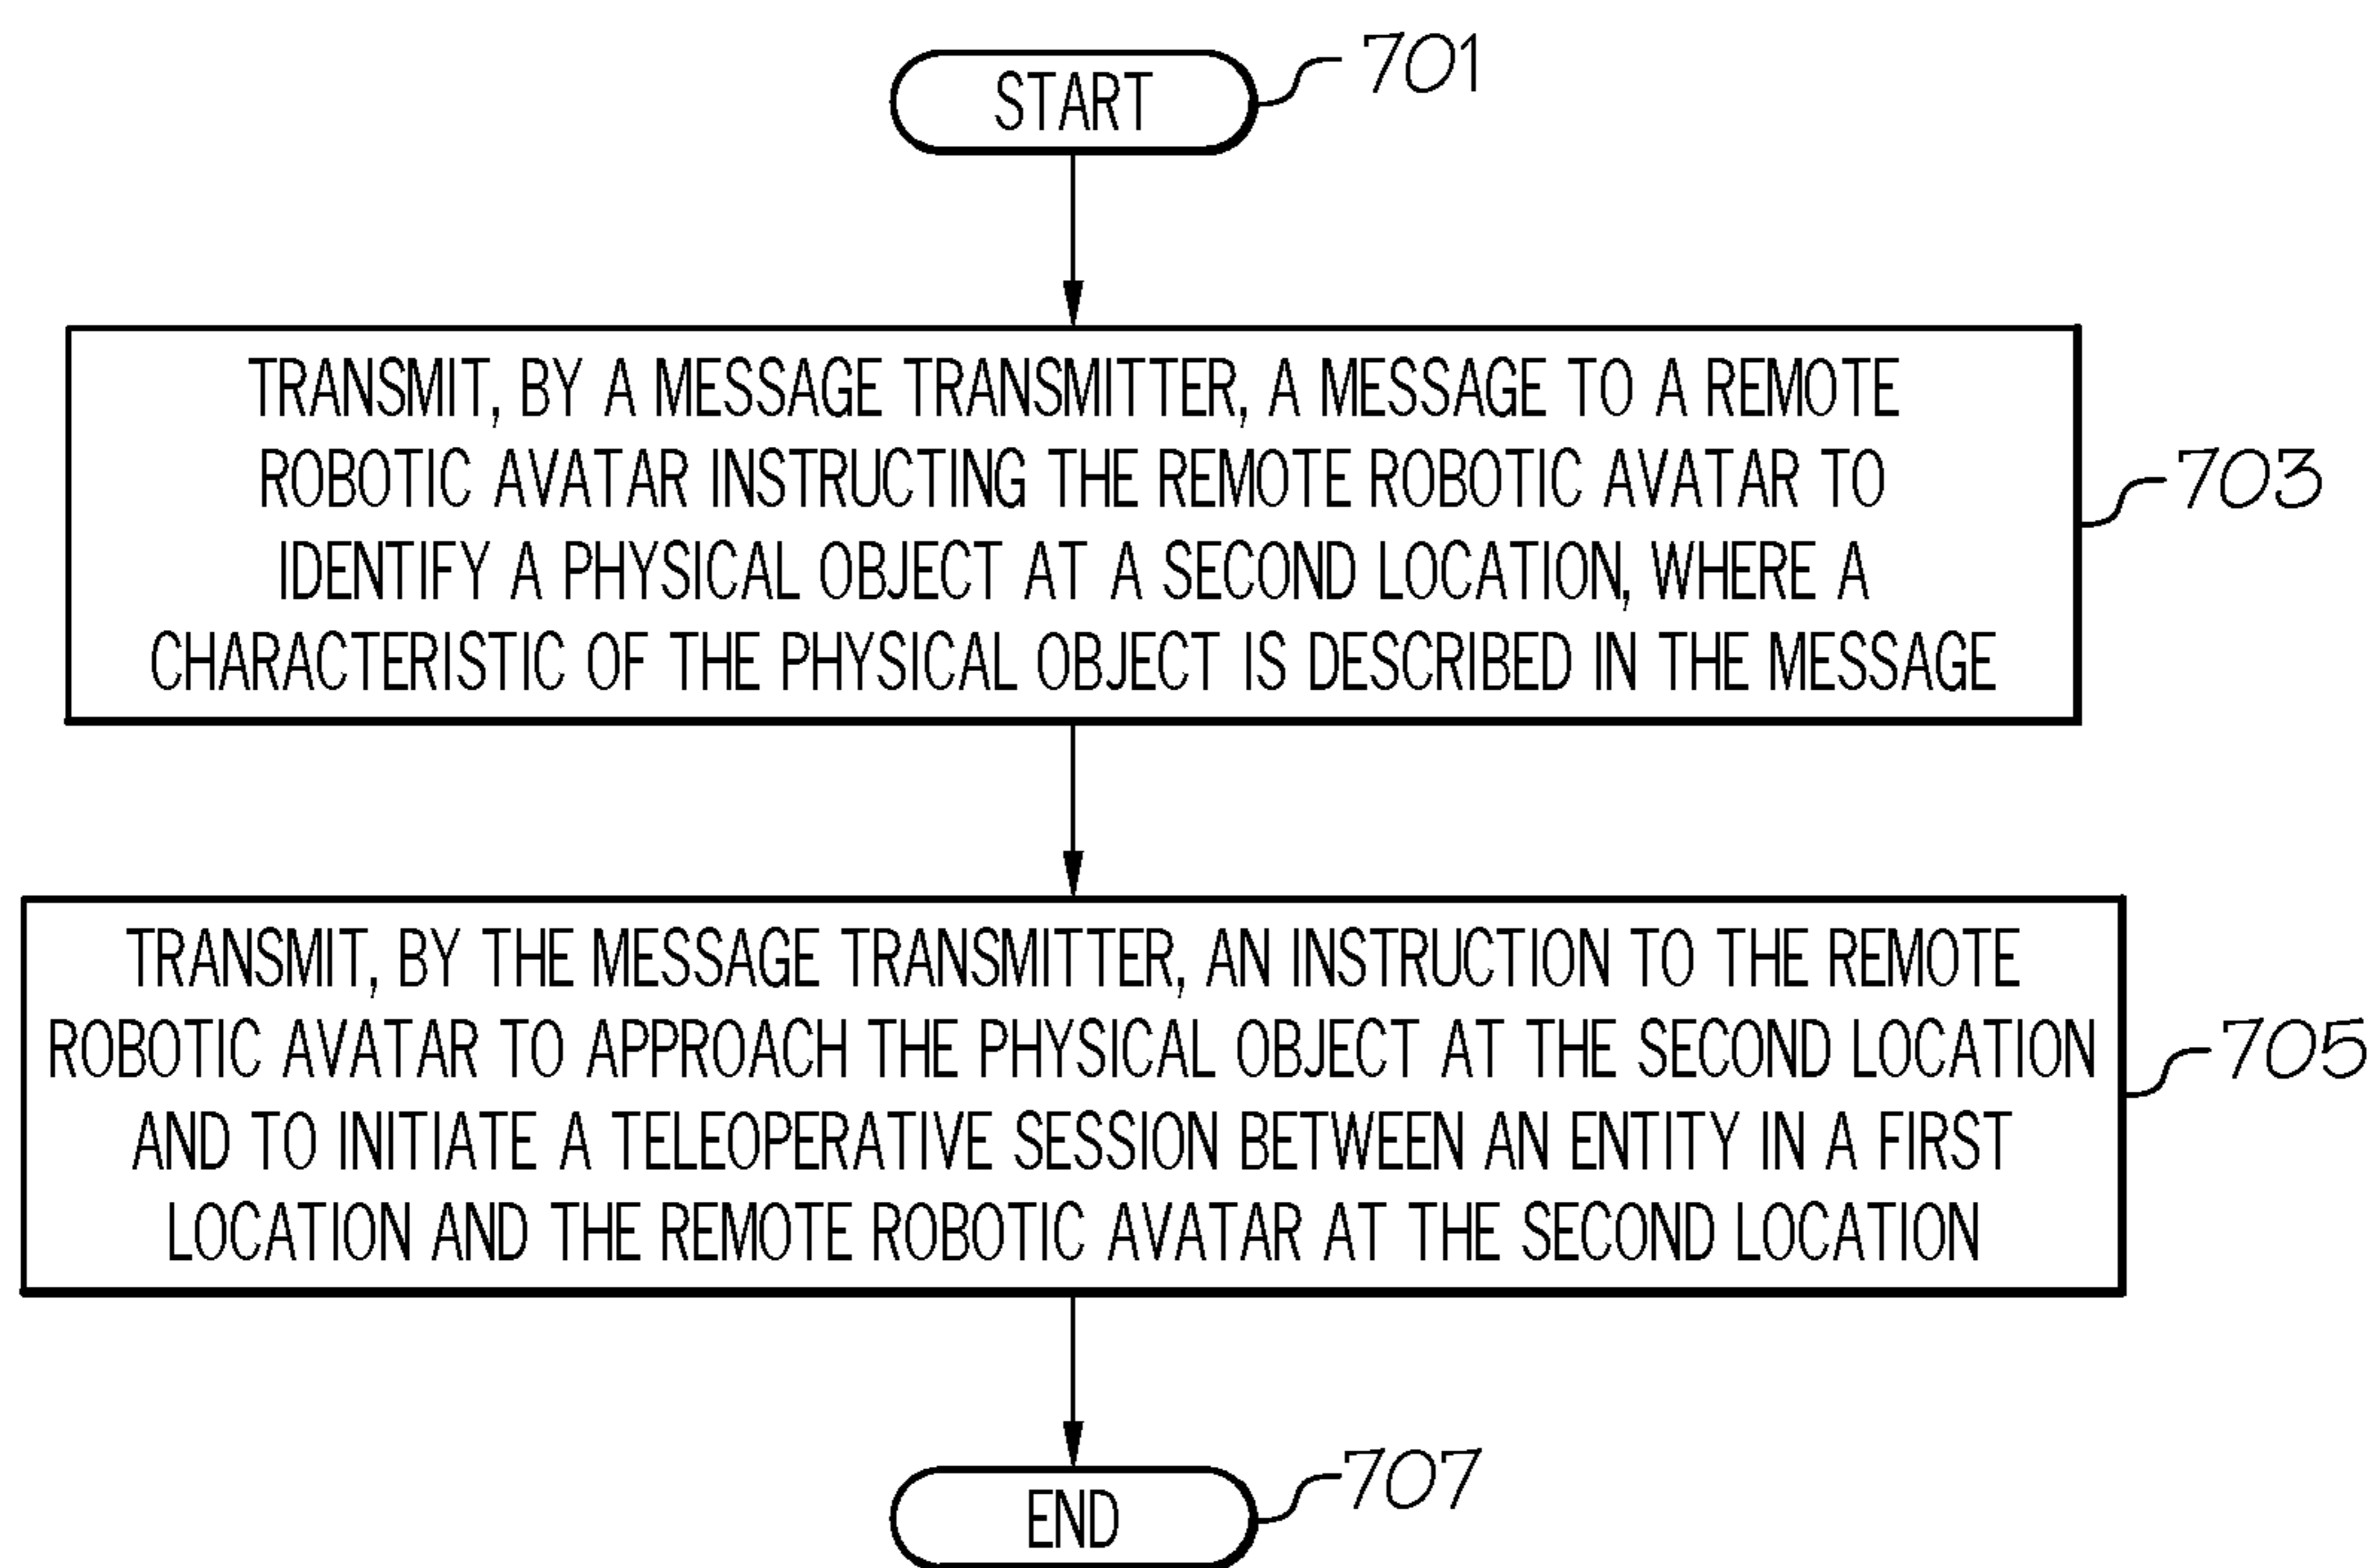 START
701
TRANSMIT, BY A MESSAGE TRANSMITTER, A MESSAGE TO A REMOTE
ROBOTIC AVATAR INSTRUCTING THE REMOTE ROBOTIC AVATAR TO
IDENTIFY A PHYSICAL OBJECT AT A SECOND LOCATION, WHERE A
CHARACTERISTIC OF THE PHYSICAL OBJECT IS DESCRIBED IN THE MESSAGE
703
TRANSMIT, BY THE MESSAGE TRANSMITTER, AN INSTRUCTION TO THE REMOTE
ROBOTIC AVATAR TO APPROACH THE PHYSICAL OBJECT AT THE SECOND LOCATION
AND TO INITIATE A TELEOPERATIVE SESSION BETWEEN AN ENTITY IN A FIRST
LOCATION AND THE REMOTE ROBOTIC AVATAR AT THE SECOND LOCATION
705
END
707